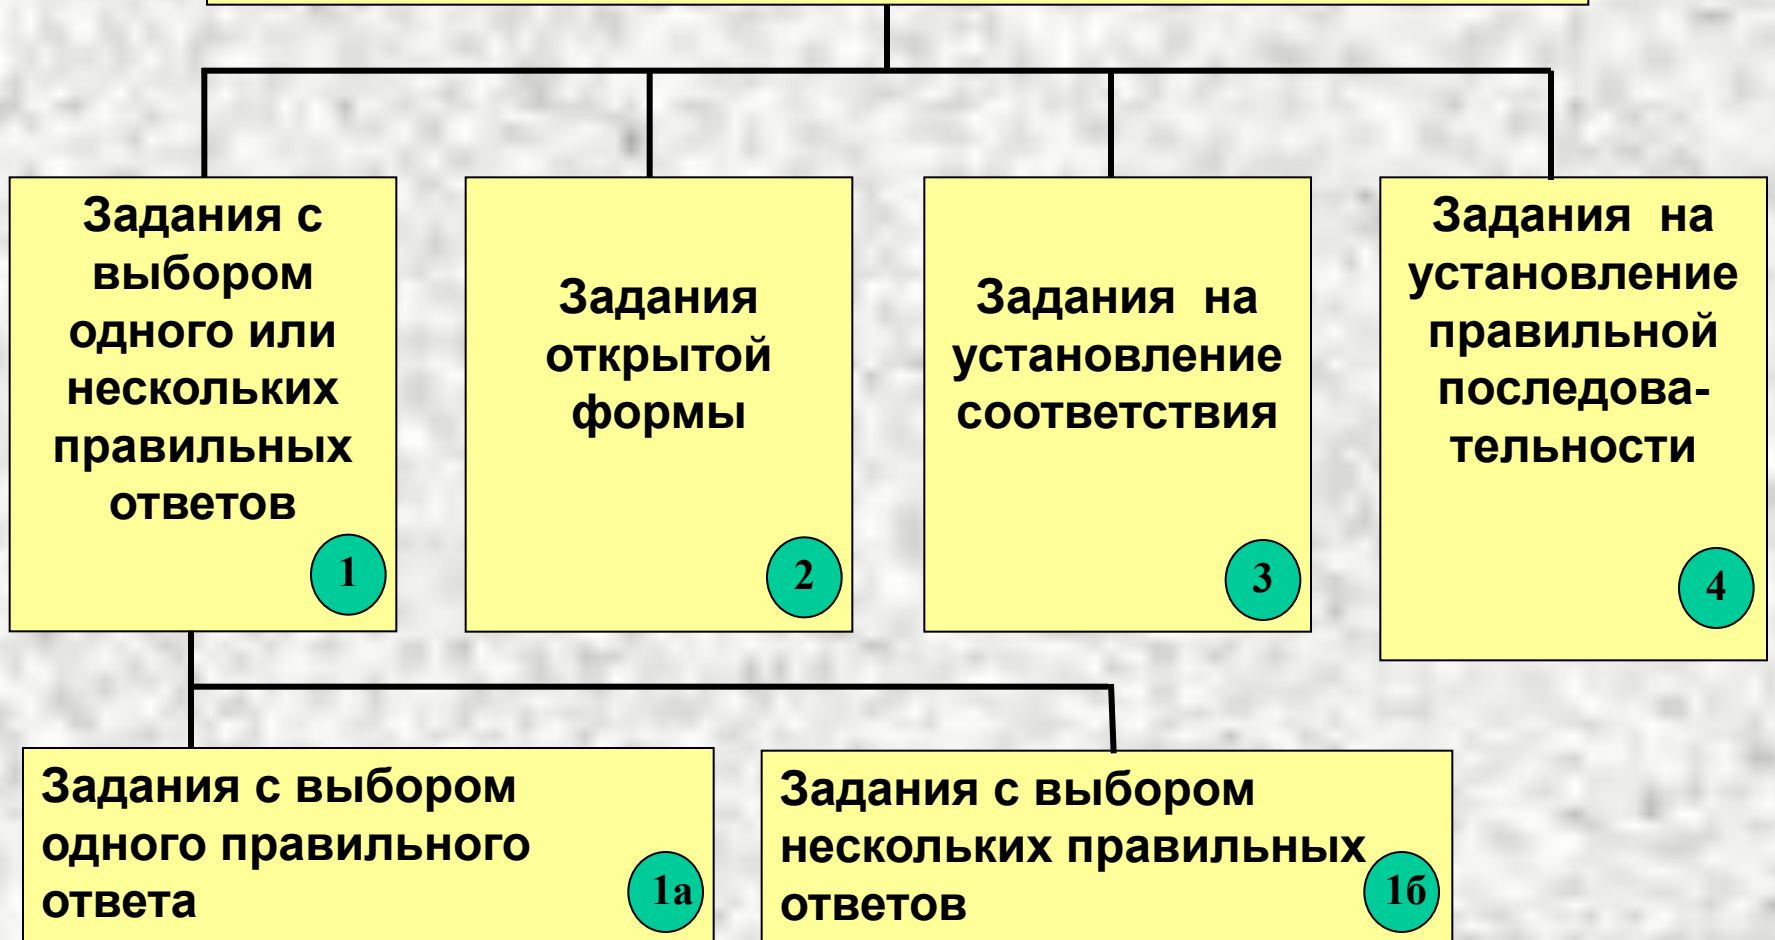 Задания с
выбором
одного или
нескольких
правильных
ответов
1
Задания
открытой
формы
2
Задания на
установление
соответствия
3
Задания на
установление
правильной
последова-
тельности
4
Задания с выбором
одного правильного
ответа
1а
Задания с выбором
нескольких правильных
ответов
1б